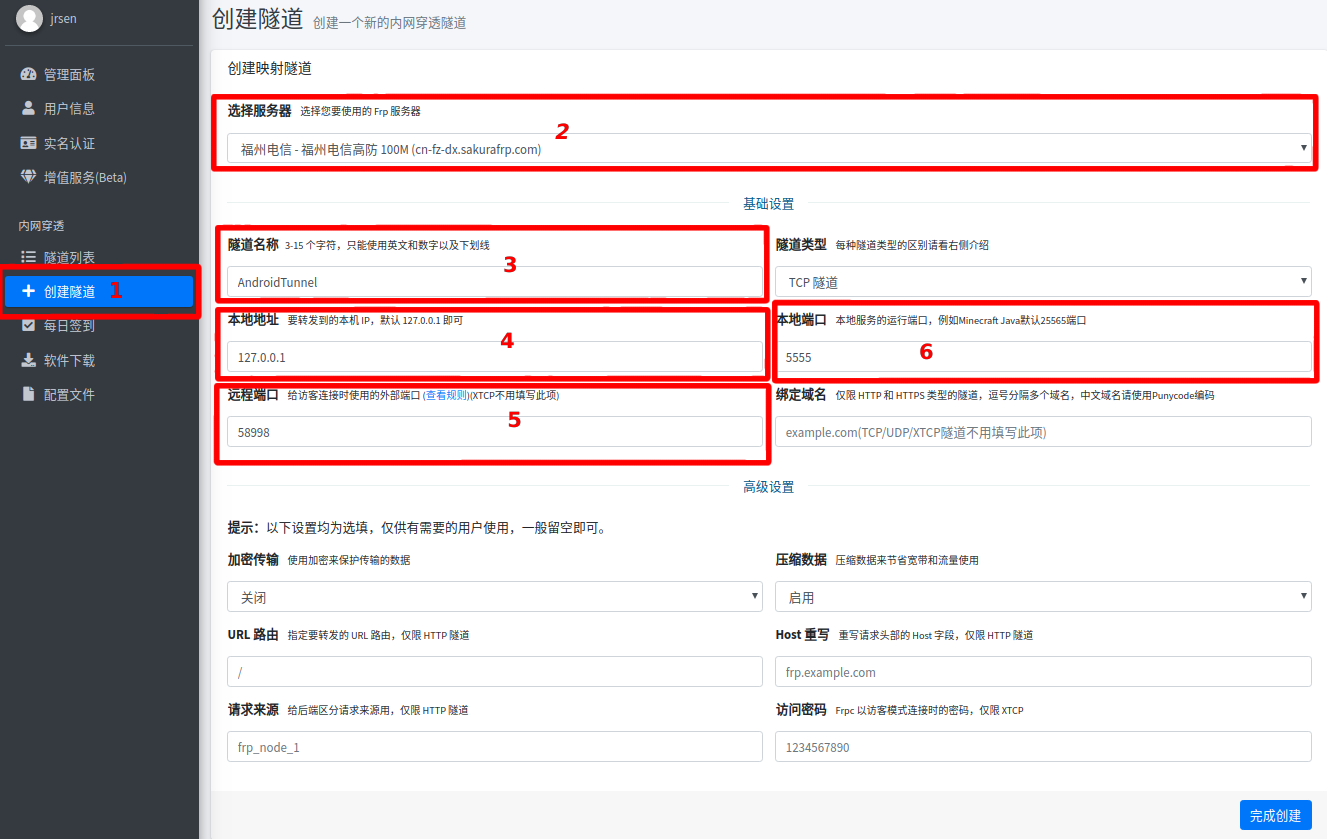 jrsen
管理面板
用户信息
实名认证
增值服务(Beta)
内网穿透
隧道列表
创建隧道 1
每日签到
软件下载
配置文件
创建隧道 创建一个新的内网穿透隧道
创建映射隧道
选择服务器 选择您要使用的 Frp 服务器
2
福州电信 - 福州电信高防 100M (cn-fz-dx.sakurafrp.com)
基础设置
隧道名称 3-15 个字符，只能使用英文和数字以及下划线
3
AndroidTunnel
隧道类型 每种隧道类型的区别请看右侧介绍
TCP 隧道
本地地址 要转发到的本机 IP，默认 127.0.0.1 即可
4
127.0.0.1
本地端口 本地服务的运行端口，例如Minecraft Java默认25565端口
6
5555
远程端口 给访客连接时使用的外部端口 (查看规则)(XTCP不用填写此项)
5
58998
绑定域名 仅限 HTTP 和 HTTPS 类型的隧道，逗号分隔多个域名，中文域名请使用Punycode编码
example.com(TCP/UDP/XTCP隧道不用填写此项)
高级设置
提示：以下设置均为选填，仅供有需要的用户使用，一般留空即可。
加密传输 使用加密来保护传输的数据
关闭
压缩数据 压缩数据来节省宽带和流量使用
启用
URL 路由 指定要转发的 URL 路由，仅限 HTTP 隧道
/
Host 重写 重写请求头部的 Host 字段，仅限 HTTP 隧道
frp.example.com
请求来源 给后端区分请求来源用，仅限 HTTP 隧道
frp_node_1
访问密码 Frpc 以访客模式连接时的密码，仅限 XTCP
1234567890
完成创建